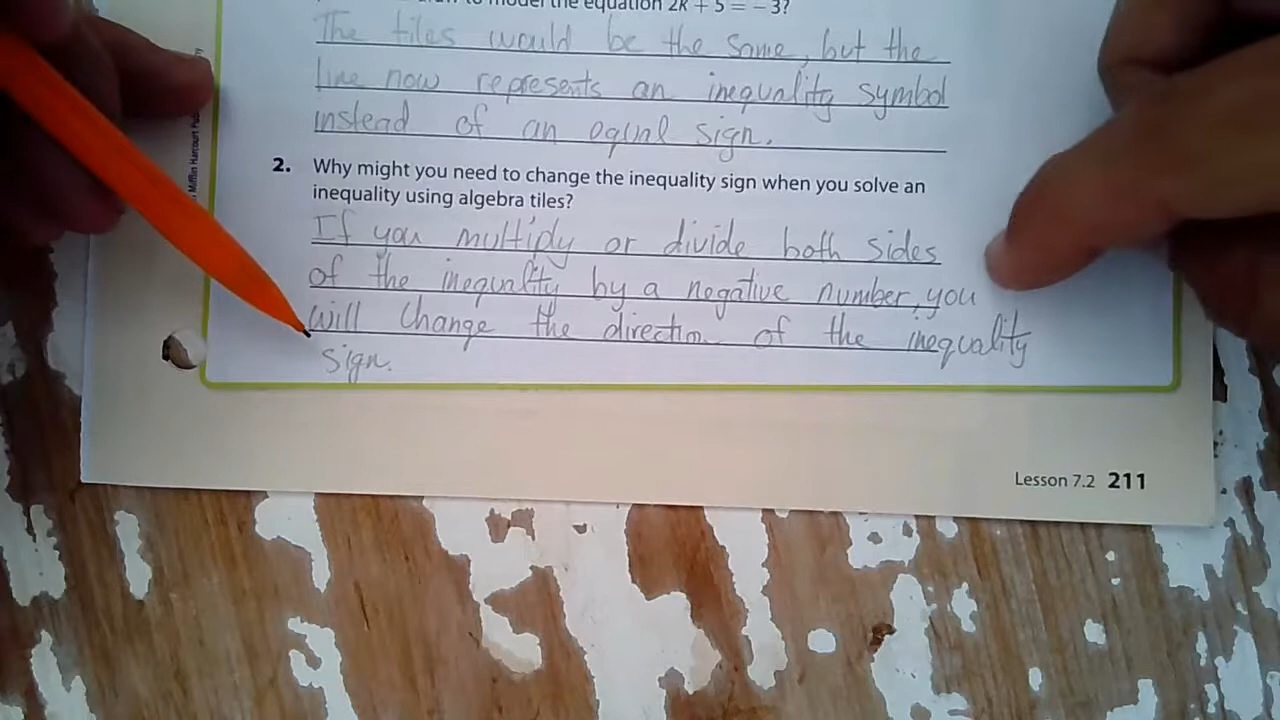 to model the equation 2k + 5 = − 3?
The tiles would be the same, but the
line now represents an inequality symbol
instead of an equal sign.
2. Why might you need to change the inequality sign when you solve an
inequality using algebra tiles?
If you multiply or divide both sides
of the inequality by a negative number, you
will change the direction of the inequality
sign.
Mifflin Harcourt
Lesson 7.2 211